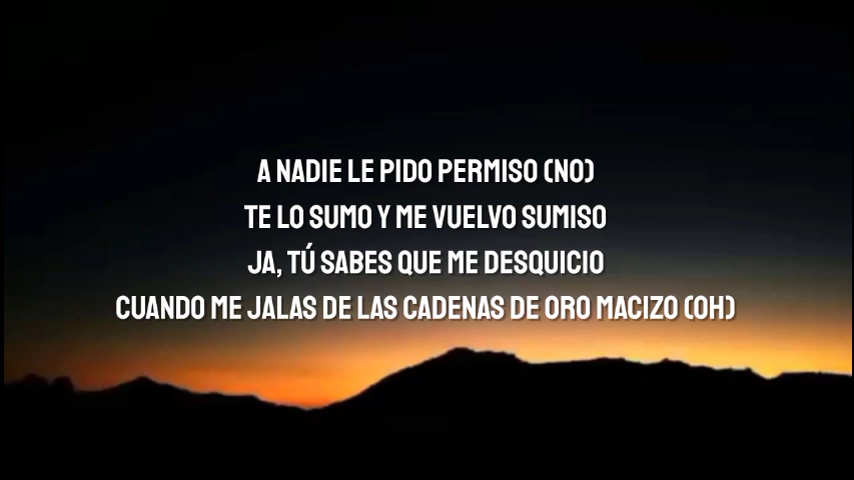 A NADIE LE PIDO PERMISO (NO)
TE LO SUMO Y ME VUELVO SUMISO
JA, TÚ SABES QUE ME DESQUICIO
CUANDO ME JALAS DE LAS CADENAS DE ORO MACIZO (OH)